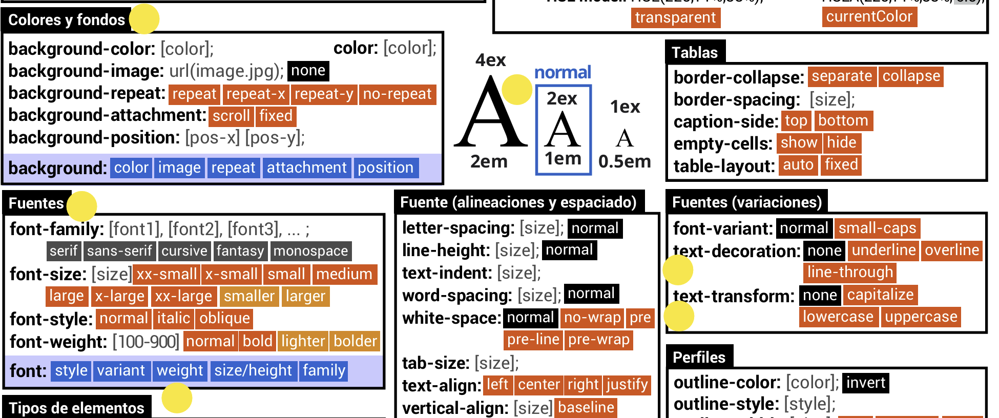 transparent
currentColor
Colores y fondos
background-color: [color]; color: [color];
background-image: url(image.jpg); none
background-repeat: repeat repeat-x repeat-y no-repeat
background-attachment: scroll fixed
background-position: [pos-x] [pos-y];
background: color image repeat attachment position
4ex
A
2em
normal
2ex
A
1em
1ex
A
0.5em
Tablas
border-collapse: separate collapse
border-spacing: [size];
caption-side: top bottom
empty-cells: show hide
table-layout: auto fixed
Fuentes
font-family: [font1], [font2], [font3], ... ;
serif sans-serif cursive fantasy monospace
font-size: [size] xx-small x-small small medium
large x-large xx-large smaller larger
font-style: normal italic oblique
font-weight: [100-900] normal bold lighter bolder
font: style variant weight size/height family
Tipos de elementos
Fuente (alineaciones y espaciado)
letter-spacing: [size]; normal
line-height: [size]; normal
text-indent: [size];
word-spacing: [size]; normal
white-space: normal no-wrap pre
pre-line pre-wrap
tab-size: [size];
text-align: left center right justify
vertical-align: [size] baseline
Fuentes (variaciones)
font-variant: normal small-caps
text-decoration: none underline overline
line-through
text-transform: none capitalize
lowercase uppercase
Perfiles
outline-color: [color]; invert
outline-style: [style];